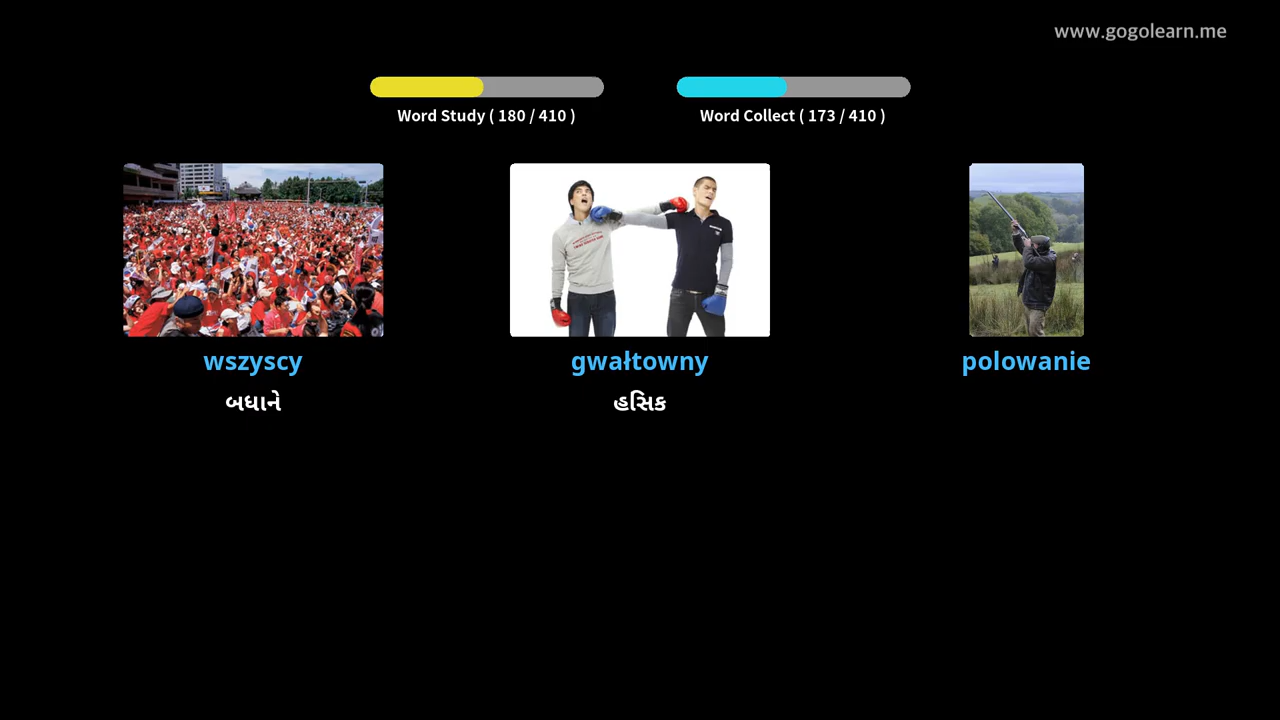 www.gogolearn.me
Word Study ( 180 / 410 )
Word Collect ( 173 / 410 )
wszyscy
gwałtowny
polowanie
બધાને
હસિક